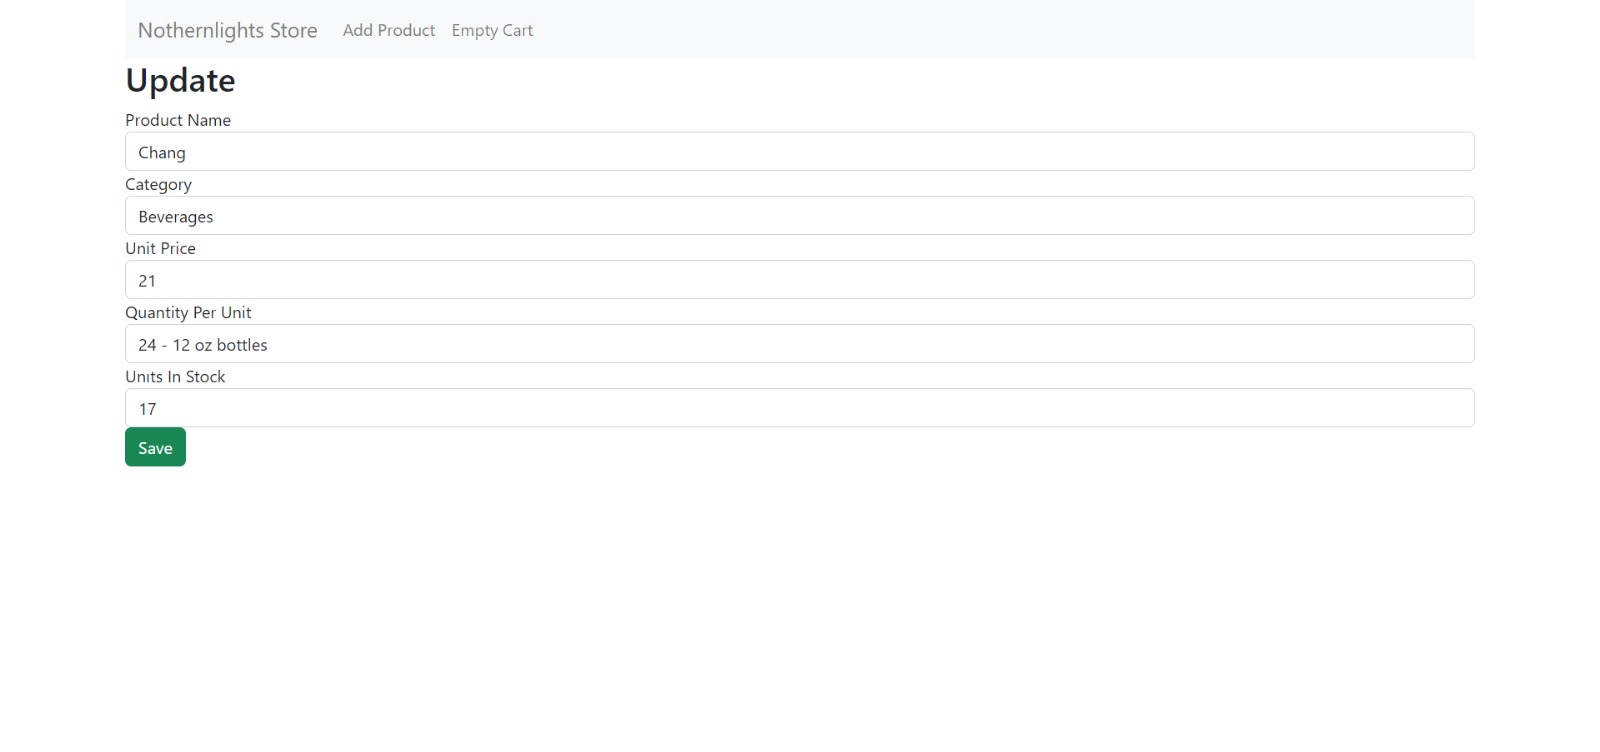 Nothernlights Store Add Product Empty Cart
Update
Product Name
Chang
Category
Beverages
Unit Price
21
Quantity Per Unit
24 - 12 oz bottles
Units In Stock
17
Save